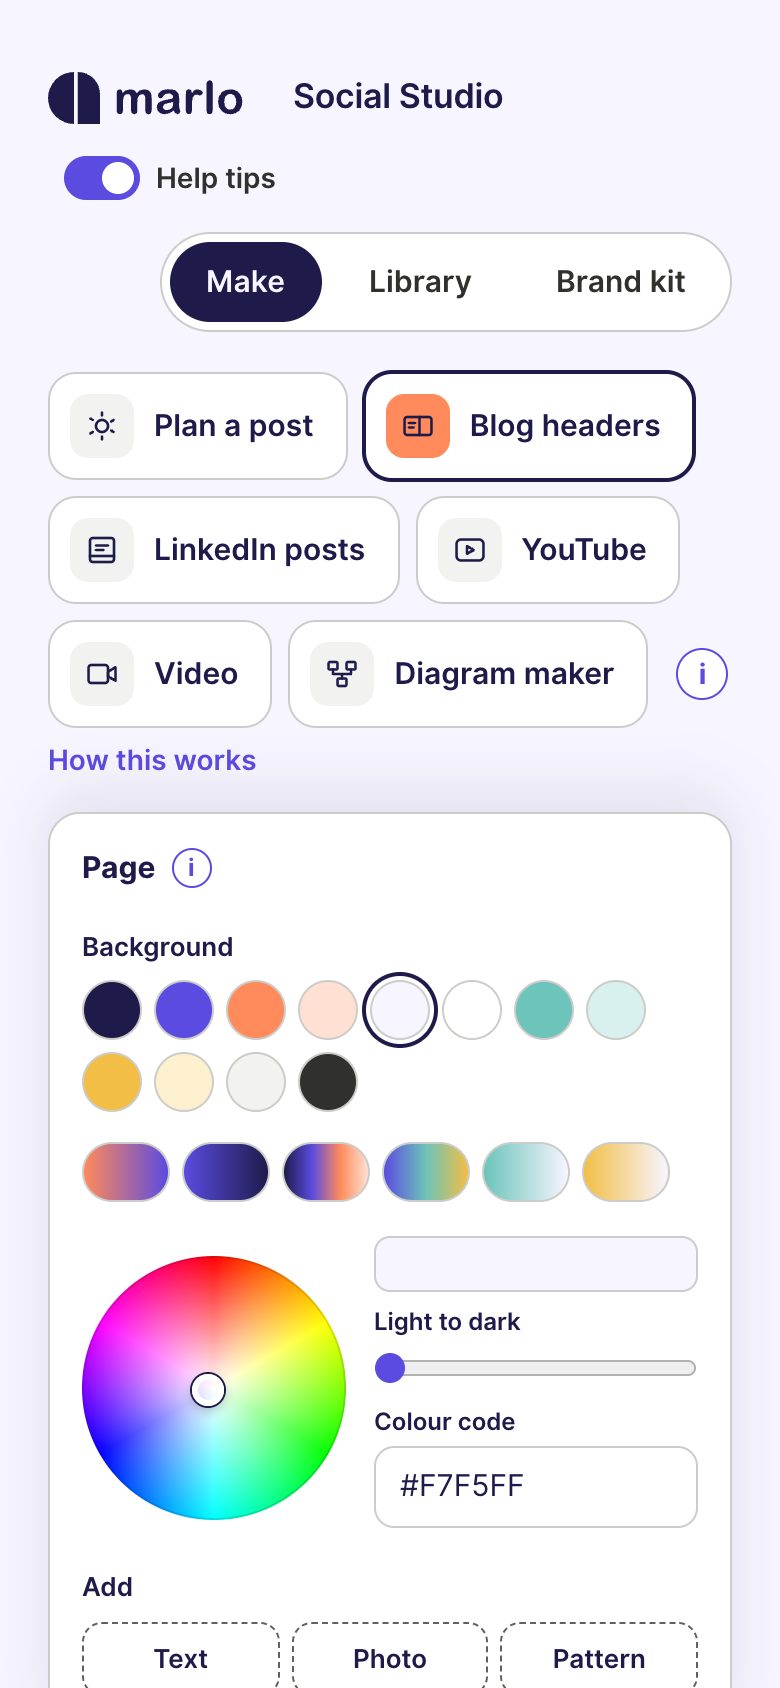 marlo Social Studio
Help tips
Make Library Brand kit
Plan a post Blog headers
LinkedIn posts YouTube
Video Diagram maker i
How this works
Page i
Background
Light to dark
Colour code
#F7F5FF
Add
Text Photo Pattern